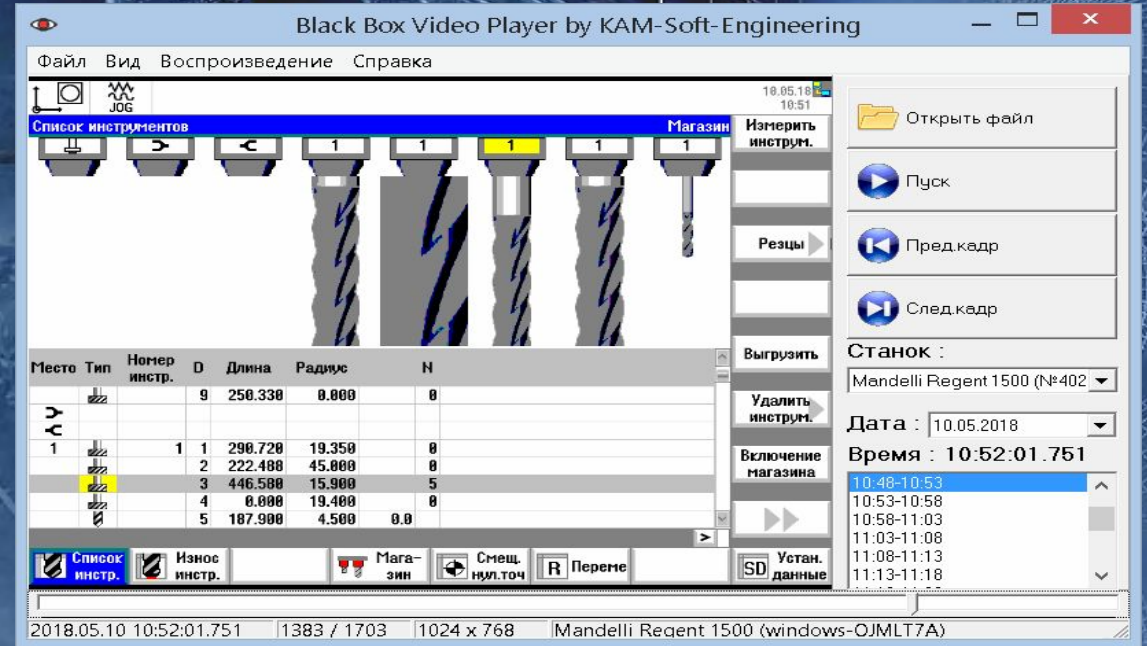 Black Box Video Player by KAM-Soft-Engineering
Файл Вид Воспроизведение Справка
JOG
10.05.18
10:51
Список инструментов Магазин
1 1 1 1 1
Измерить
инструм.
Резцы
Выгрузить
Удалить
инструм.
Включение
магазина
Место Тип Номер инстр. D Длина Радиус N
9 250.330 0.000 0
1 1 1 290.720 19.350 0
2 222.488 45.000 0
3 446.500 15.900 5
4 0.000 19.400 0
5 187.900 4.500 0.0
Список
инстр.
Износ
инстр.
Мага-
зин
Смещ.
нул.точ
R Переме
SD Устан.
данные
Открыть файл
Пуск
Пред.кадр
След.кадр
Станок :
Mandelli Regent 1500 (№402
Дата : 10.05.2018
Время : 10:52:01.751
10:48-10:53
10:53-10:58
10:58-11:03
11:03-11:08
11:08-11:13
11:13-11:18
2018.05.10 10:52:01.751 1383 / 1703 1024 x 768 Mandelli Regent 1500 (windows-OJMLT7A)